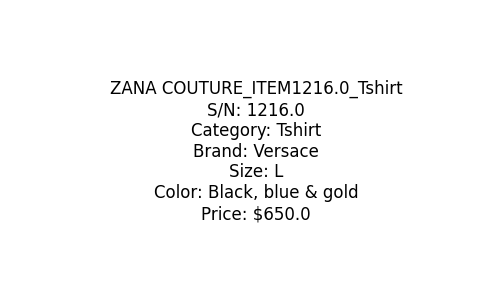 ZANA COUTURE_ITEM1216.0_Tshirt
S/N: 1216.0
Category: Tshirt
Brand: Versace
Size: L
Color: Black, blue & gold
Price: $650.0